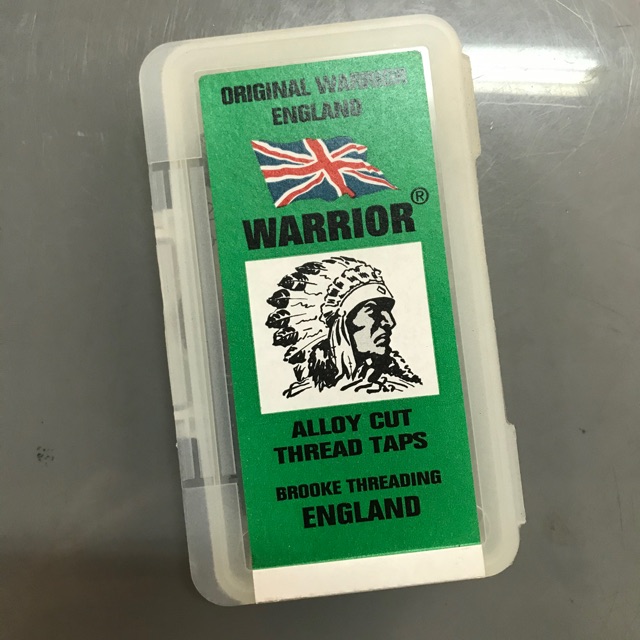 ORIGINAL WARRIOR
ENGLAND
WARRIOR®
ALLOY CUT
THREAD TAPS
BROOKE THREADING
ENGLAND